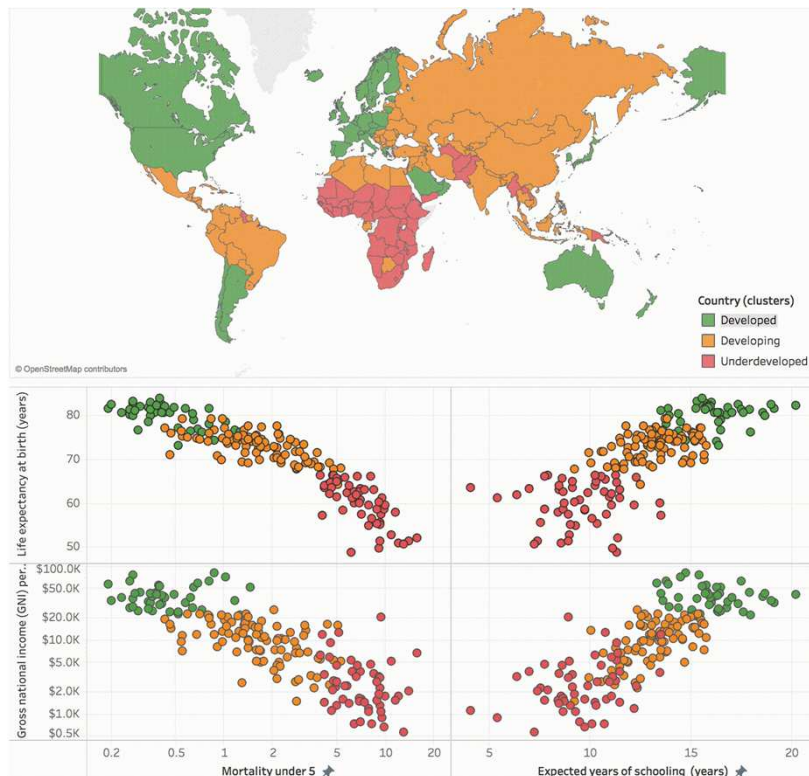 Country (clusters)
Developed
Developing
Underdeveloped
© OpenStreetMap contributors
Life expectancy at birth (years)
80
70
60
50
Gross national income (GNI) per..
$100.0K
$50.0K
$20.0K
$10.0K
$5.0K
$2.0K
$1.0K
$0.5K
0.2 0.5 1 2 5 10 20
5 10 15 20
Mortality under 5
Expected years of schooling (years)